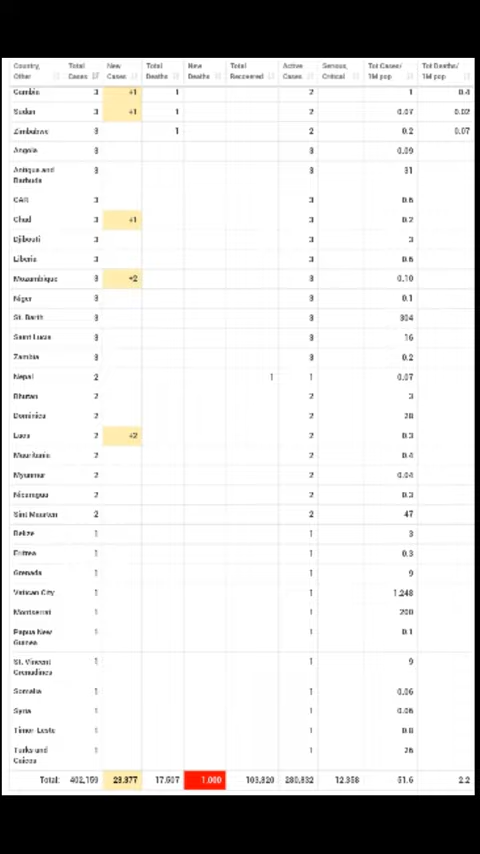 Country, Other Total Cases New Cases Total Deaths New Deaths Total Recovered Active Cases Serious, Critical Tot Cases/ 1M pop Tot Deaths/ 1M pop
Gambia 3 +1 1 2 1 0.4
Sudan 3 +1 1 2 0.07 0.02
Zimbabwe 3 1 2 0.2 0.07
Angola 3 3 0.09
Antigua and Barbuda 3 3 31
CAR 3 3 0.6
Chad 3 +1 3 0.2
Djibouti 3 3 3
Liberia 3 3 0.6
Mozambique 3 +2 3 0.10
Niger 3 3 0.1
St. Barth 3 3 304
Saint Lucia 3 3 16
Zambia 3 3 0.2
Nepal 2 1 1 0.07
Bhutan 2 2 3
Dominica 2 2 28
Laos 2 +2 2 0.3
Mauritania 2 2 0.4
Myanmar 2 2 0.04
Nicaragua 2 2 0.3
Sint Maarten 2 2 47
Belize 1 1 3
Eritrea 1 1 0.3
Grenada 1 1 9
Vatican City 1 1 1,248
Montserrat 1 1 200
Papua New Guinea 1 1 0.1
St. Vincent Grenadines 1 1 9
Somalia 1 1 0.06
Syria 1 1 0.06
Timor-Leste 1 1 0.8
Turks and Caicos 1 1 26
Total: 402,159 23,377 17,507 1,000 103,820 280,832 12,358 51.6 2.2